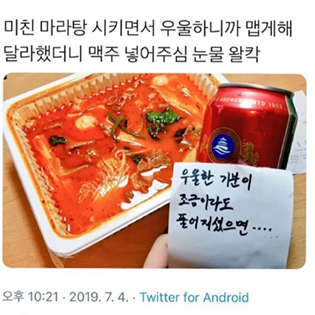 미친 마라탕 시키면서 우울하니까 맵게해
달라했더니 맥주 넣어주심 눈물 왈칵
우울한 기분이
조금이라도
풀어지셨으면....
오후 10:21 · 2019. 7. 4. · Twitter for Android